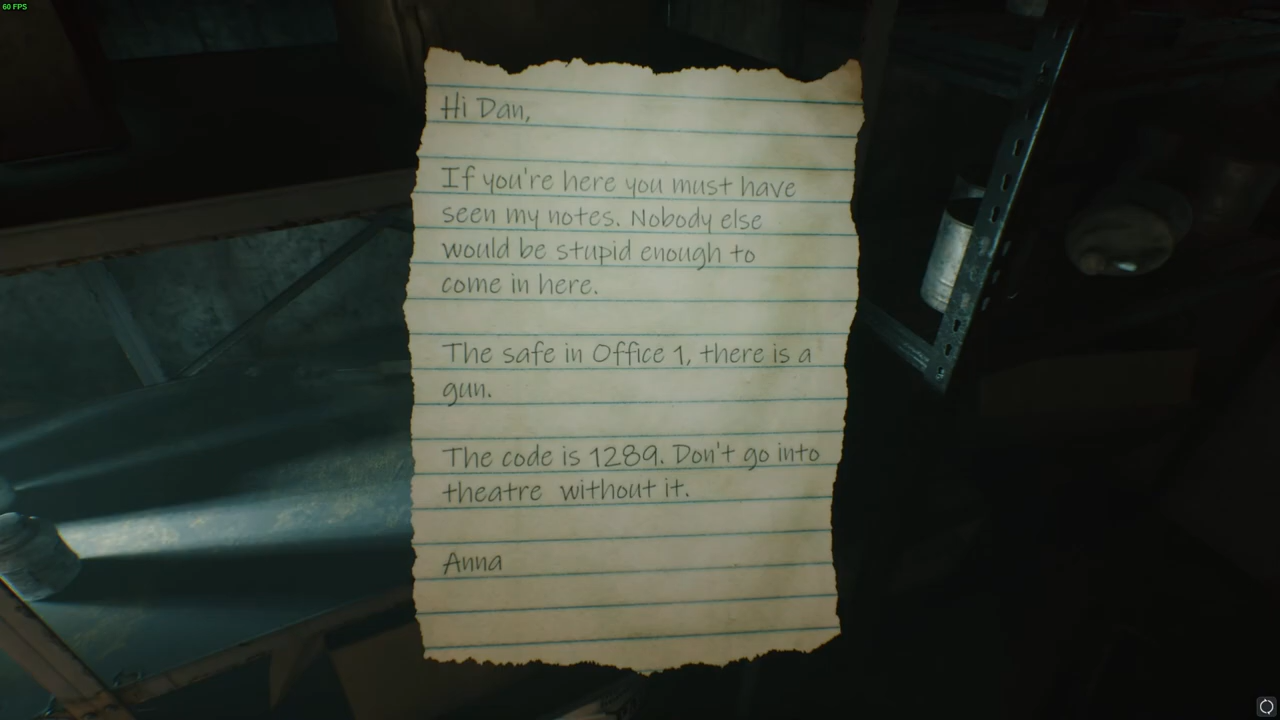 60 FPS
Hi Dan,
If you're here you must have
seen my notes. Nobody else
would be stupid enough to
come in here.
The safe in Office 1, there is a
gun.
The code is 1289. Don't go into
theatre without it.
Anna